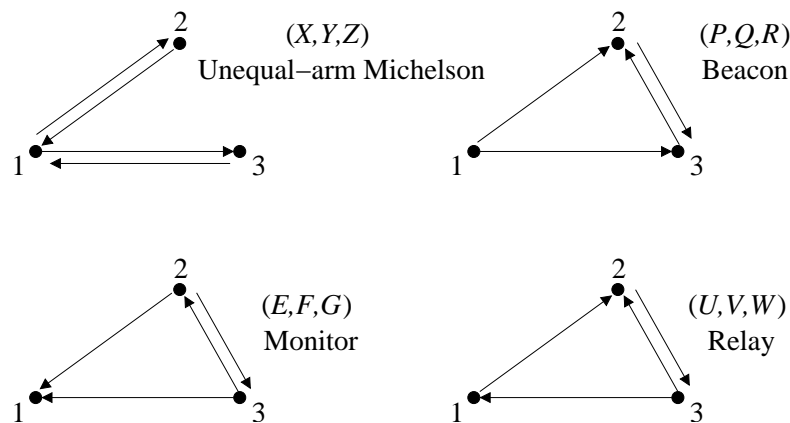 2
(X,Y,Z)
Unequal−arm Michelson
1
3
2
(P,Q,R)
Beacon
1
3
2
(E,F,G)
Monitor
1
3
2
(U,V,W)
Relay
1
3